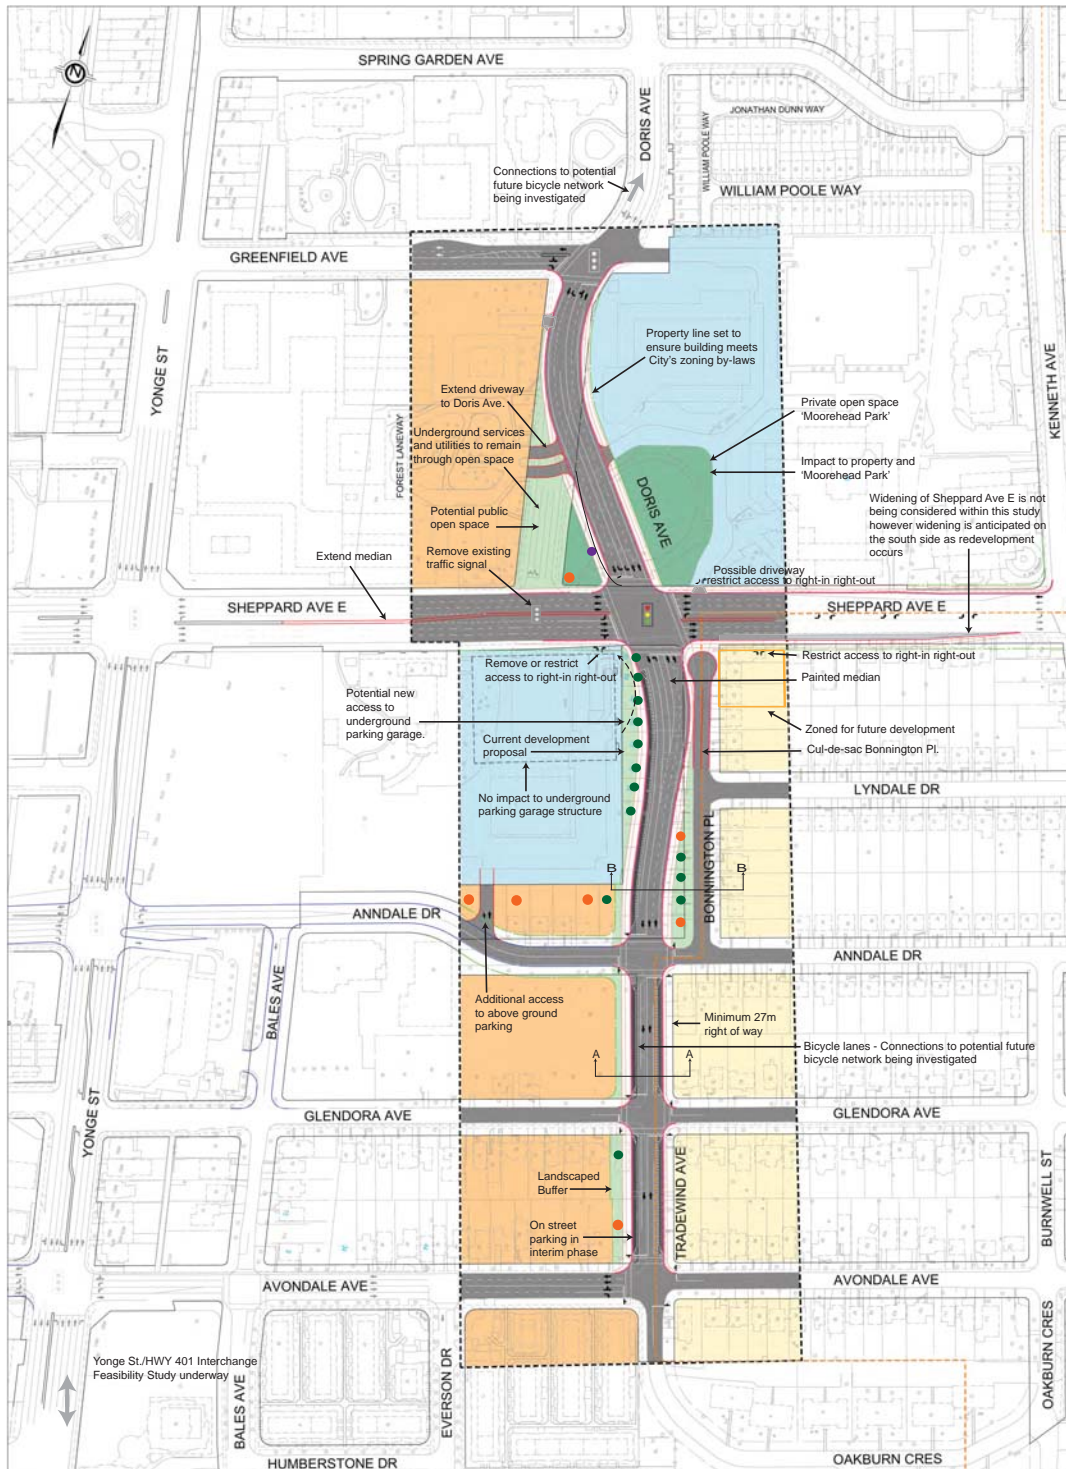 SPRING GARDEN AVE
N
DORIS AVE
WILLIAM POOLE WAY
JONATHAN DUNN WAY
WILLIAM POOLE WAY
Connections to potential
future bicycle network
being investigated
GREENFIELD AVE
YONGE ST
KENNETH AVE
Property line set to
ensure building meets
City's zoning by-laws
Extend driveway
to Doris Ave.
Private open space
'Moorehead Park'
FOREST LANEWAY
Underground services
and utilities to remain
through open space
Impact to property and
'Moorehead Park'
DORIS AVE
Widening of Sheppard Ave E is not
being considered within this study
however widening is anticipated on
the south side as redevelopment
occurs
Potential public
open space
Extend median
Remove existing
traffic signal
Possible driveway
restrict access to right-in right-out
SHEPPARD AVE E
SHEPPARD AVE E
Remove or restrict
access to right-in right-out
Restrict access to right-in right-out
Painted median
Potential new
access to
underground
parking garage.
Zoned for future development
Current development
proposal
Cul-de-sac Bonnington Pl.
No impact to underground
parking garage structure
LYNDALE DR
BONNINGTON PL
B
B
ANNDALE DR
ANNDALE DR
BALES AVE
Additional access
to above ground
parking
Minimum 27m
right of way
Bicycle lanes - Connections to potential future
bicycle network being investigated
A
A
YONGE ST
GLENDORA AVE
GLENDORA AVE
Landscaped
Buffer
TRADEWIND AVE
BURNWELL ST
On street
parking in
interim phase
AVONDALE AVE
AVONDALE AVE
Yonge St./HWY 401 Interchange
Feasibility Study underway
BALES AVE
EVERSON DR
OAKBURN CRES
HUMBERSTONE DR
OAKBURN CRES